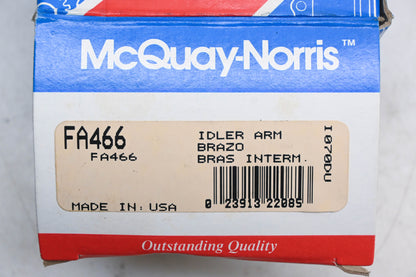 McQuay-Norris™
FA466
FA466
IDLER ARM
BRAZO
BRAS INTERM.
I070DU
MADE IN: USA
0 23913 22085
Outstanding Quality